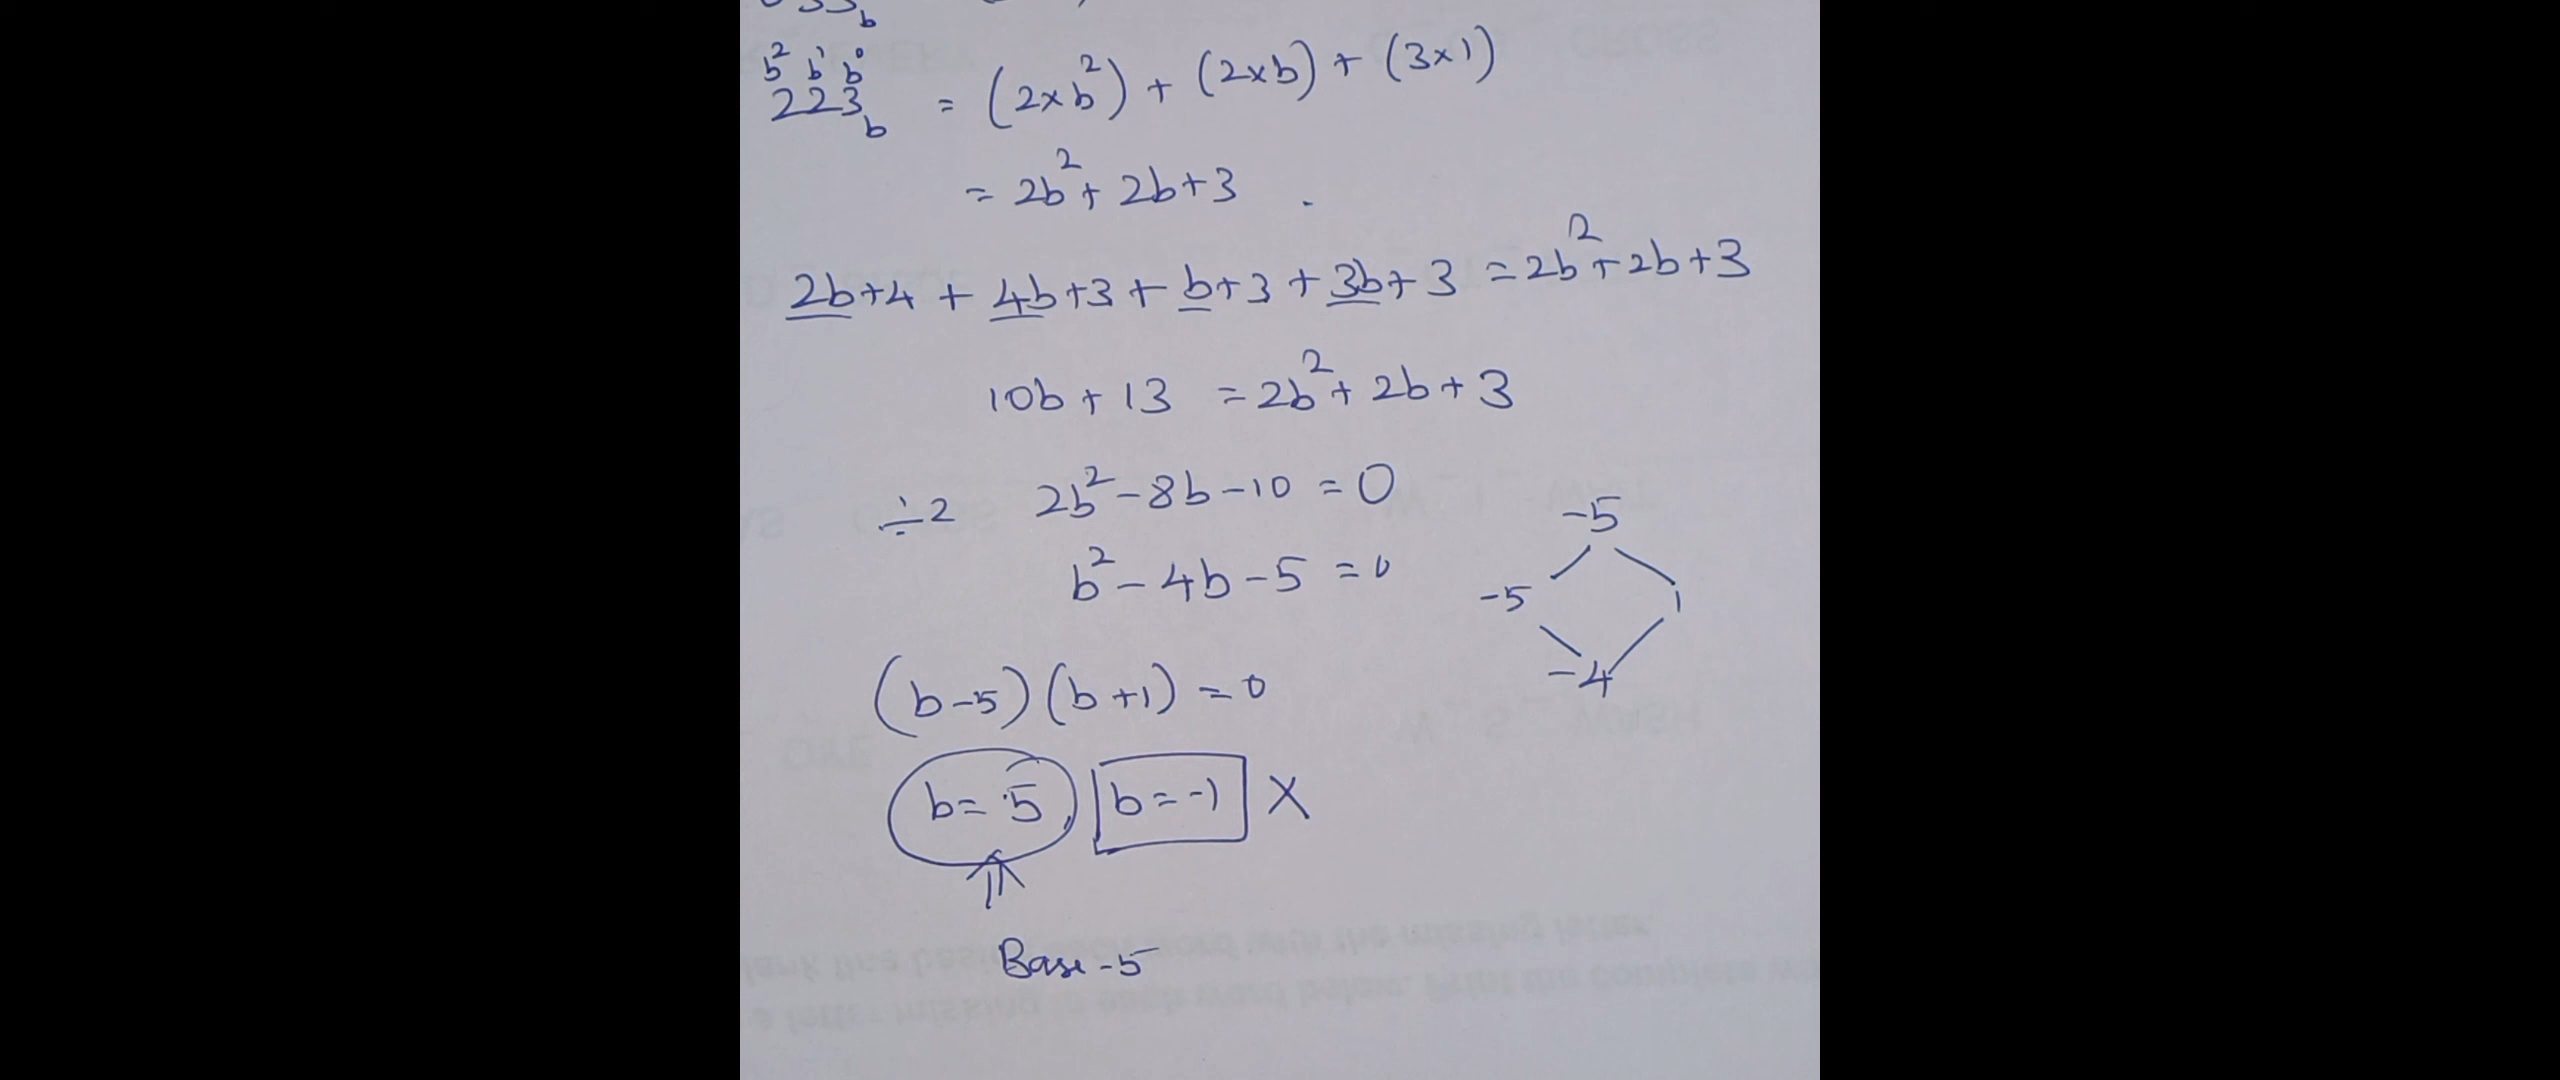 b² b¹ b⁰
223_b = (2×b²) + (2×b) + (3×1)
= 2b² + 2b + 3
2b+4 + 4b+3 + b+3 + 3b+3 = 2b² + 2b + 3
10b + 13 = 2b² + 2b + 3
÷2 2b² - 8b - 10 = 0
b² - 4b - 5 = 0
-5
-5 1
-4
(b-5)(b+1) = 0
b = 5, b = -1 X
Base-5